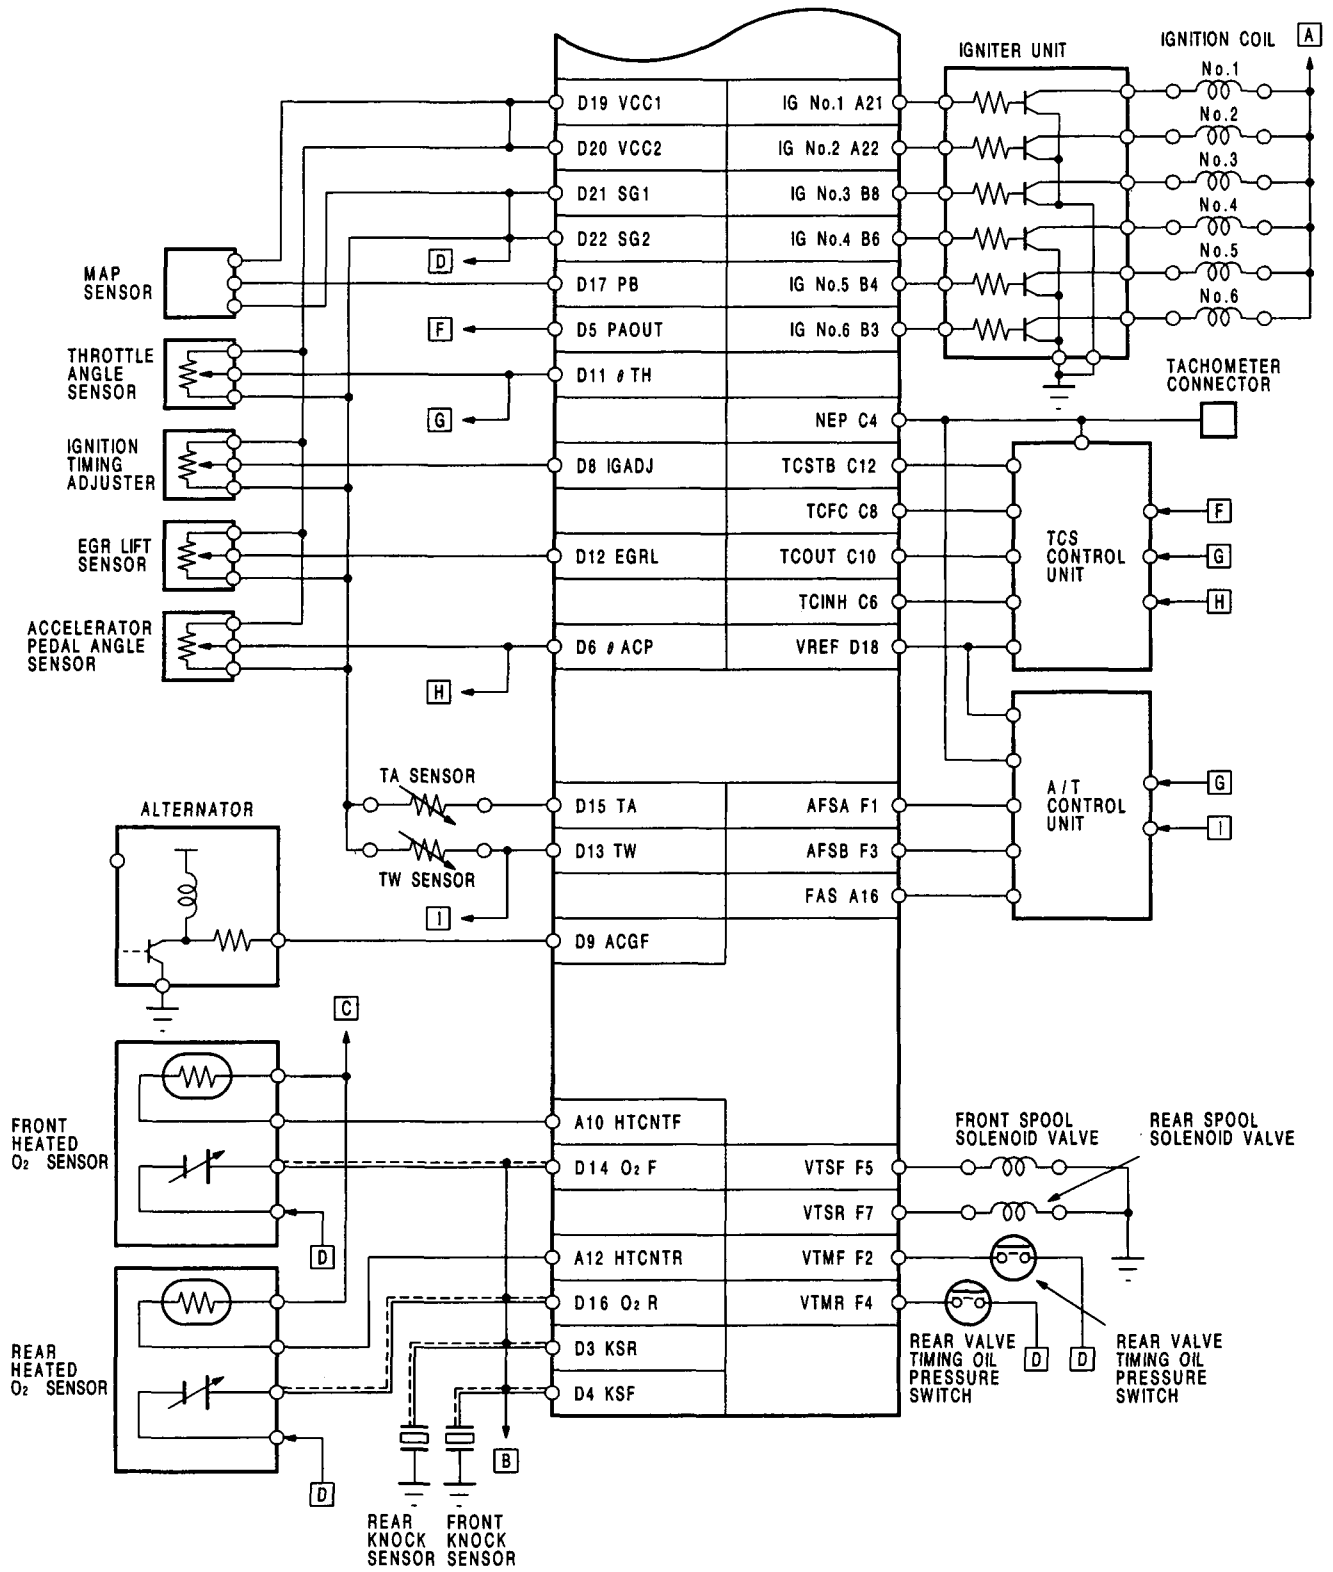 IGNITION COIL
A
IGNITER UNIT
No.1
No.2
No.3
No.4
No.5
No.6
D19 VCC1
IG No.1 A21
D20 VCC2
IG No.2 A22
D21 SG1
IG No.3 B8
D22 SG2
IG No.4 B6
D
MAP
SENSOR
D17 PB
IG No.5 B4
F
D5 PAOUT
IG No.6 B3
THROTTLE
ANGLE
SENSOR
D11 θ TH
TACHOMETER
CONNECTOR
G
NEP C4
IGNITION
TIMING
ADJUSTER
D8 IGADJ
TCSTB C12
TCFC C8
F
EGR LIFT
SENSOR
D12 EGRL
TCOUT C10
TCS
CONTROL
UNIT
G
TCINH C6
H
ACCELERATOR
PEDAL ANGLE
SENSOR
D6 θ ACP
VREF D18
H
TA SENSOR
ALTERNATOR
D15 TA
AFSA F1
A/T
CONTROL
UNIT
G
I
D13 TW
AFSB F3
TW SENSOR
FAS A16
I
D9 ACGF
C
FRONT
HEATED
O2 SENSOR
A10 HTCNTF
FRONT SPOOL
SOLENOID VALVE
REAR SPOOL
SOLENOID VALVE
D14 O2 F
VTSF F5
VTSR F7
D
A12 HTCNTR
VTMF F2
D16 O2 R
VTMR F4
REAR
HEATED
O2 SENSOR
D3 KSR
REAR VALVE
TIMING OIL
PRESSURE
SWITCH
D
D
REAR VALVE
TIMING OIL
PRESSURE
SWITCH
D4 KSF
B
D
REAR
KNOCK
SENSOR
FRONT
KNOCK
SENSOR